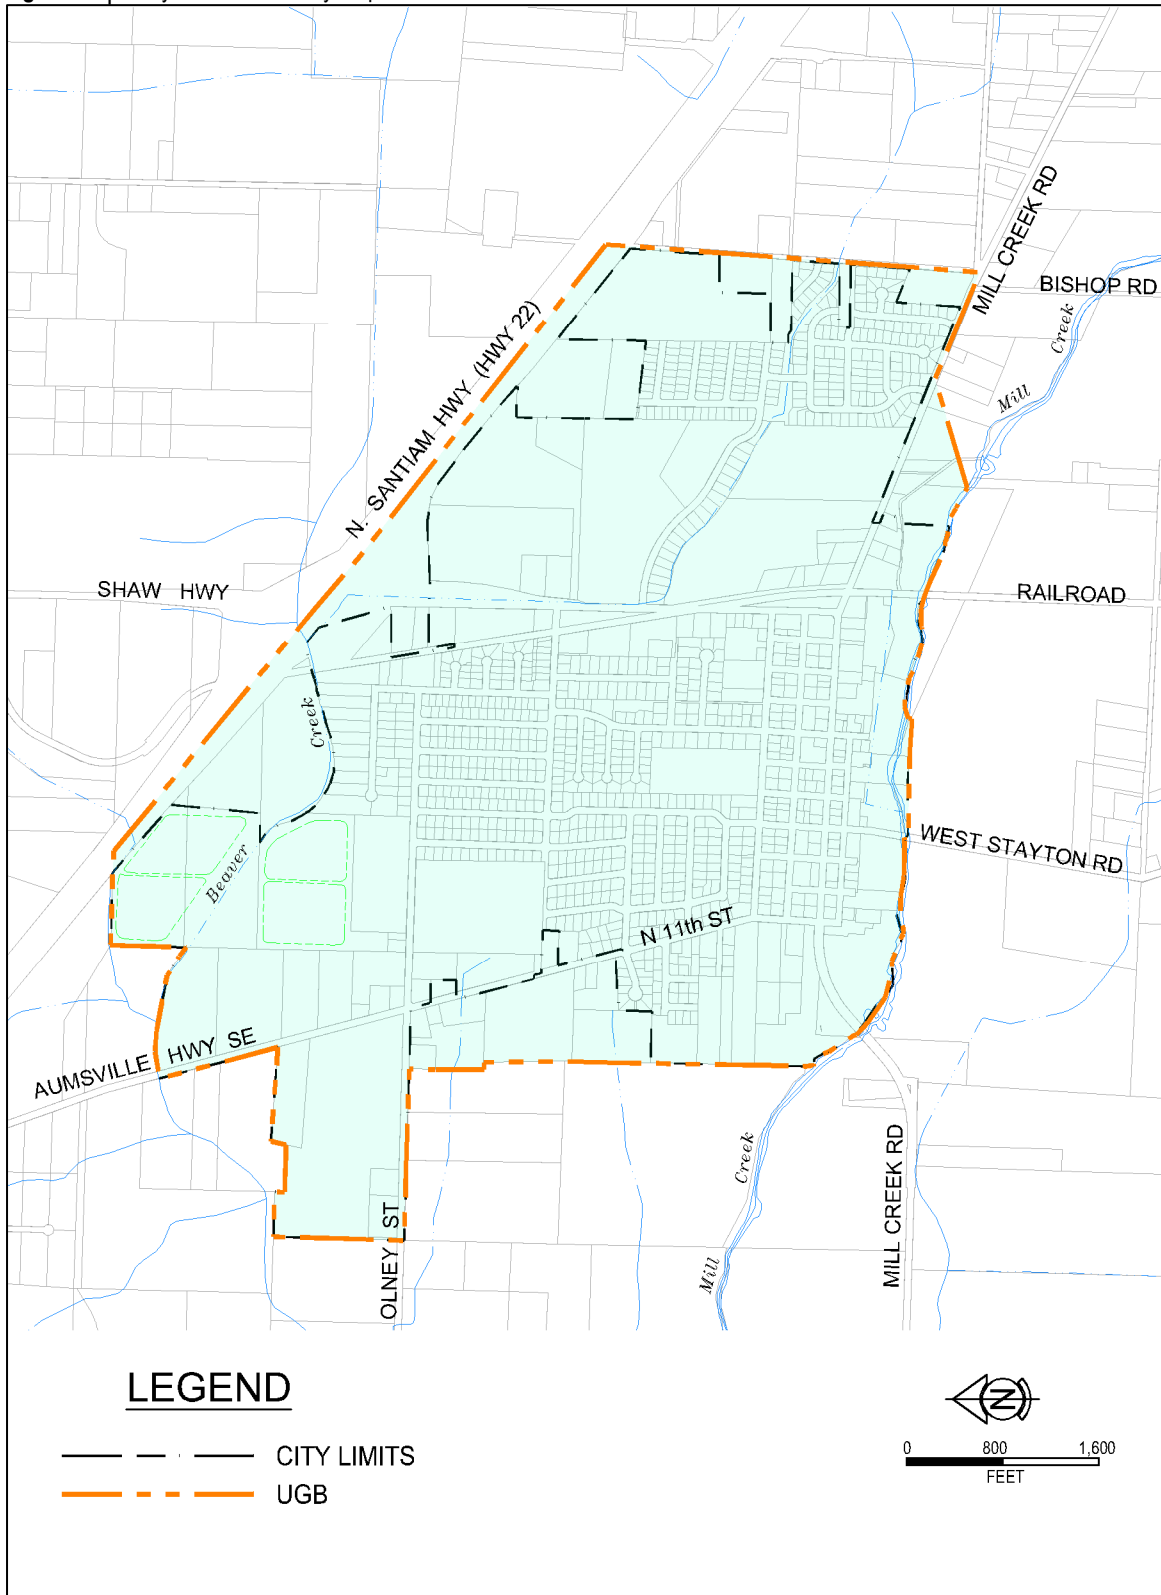 MILL CREEK RD
BISHOP RD
Creek
Mill
N. SANTIAM HWY (HWY 22)
SHAW HWY
RAILROAD
Creek
Beaver
WEST STAYTON RD
N 11th ST
AUMSVILLE HWY SE
Creek
Mill
OLNEY ST
MILL CREEK RD
LEGEND
CITY LIMITS
UGB
N
0 800 1,600
FEET